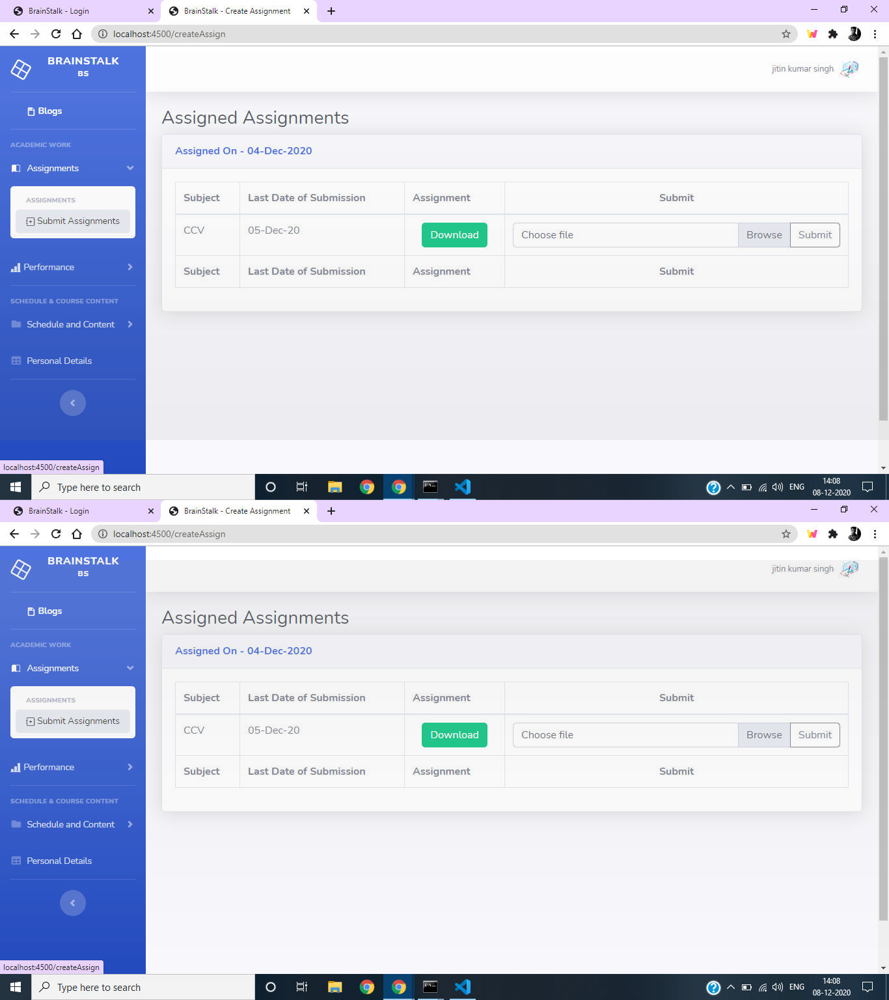 BrainStalk - Login
BrainStalk - Create Assignment
localhost:4500/createAssign
BRAINSTALK
BS
jitin kumar singh
Blogs
Assigned Assignments
ACADEMIC WORK
Assigned On - 04-Dec-2020
Assignments
Subject Last Date of Submission Assignment Submit
ASSIGNMENTS
Submit Assignments
CCV 05-Dec-20 Download Choose file Browse Submit
Performance
Subject Last Date of Submission Assignment Submit
SCHEDULE & COURSE CONTENT
Schedule and Content
Personal Details
localhost:4500/createAssign
Type here to search
ENG
14:08
08-12-2020
BrainStalk - Login
BrainStalk - Create Assignment
localhost:4500/createAssign
BRAINSTALK
BS
jitin kumar singh
Blogs
Assigned Assignments
ACADEMIC WORK
Assigned On - 04-Dec-2020
Assignments
Subject Last Date of Submission Assignment Submit
ASSIGNMENTS
Submit Assignments
CCV 05-Dec-20 Download Choose file Browse Submit
Performance
Subject Last Date of Submission Assignment Submit
SCHEDULE & COURSE CONTENT
Schedule and Content
Personal Details
localhost:4500/createAssign
Type here to search
ENG
14:08
08-12-2020